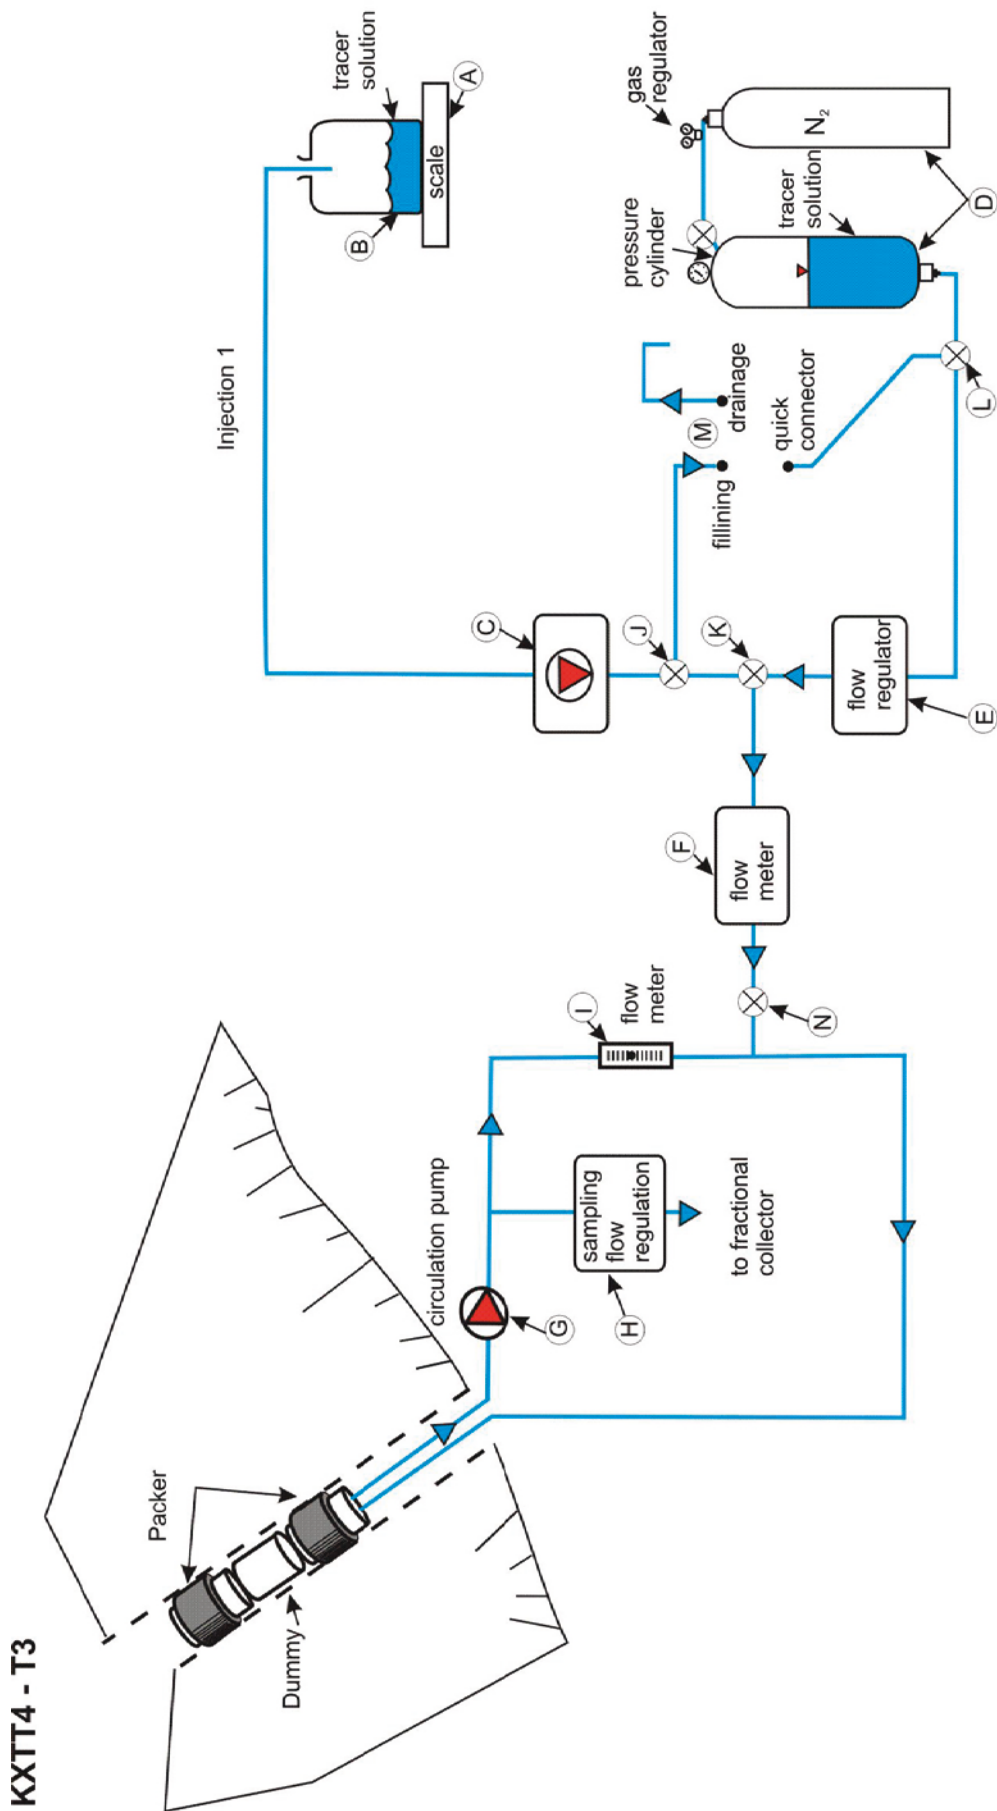 KXTT4 - T3
Packer
Dummy
circulation pump
G
H
sampling
flow
regulation
to fractional
collector
I
flow
meter
N
F
flow
meter
C
J
K
E
flow
regulator
Injection 1
fillining
M
drainage
quick
connector
L
pressure
cylinder
tracer
solution
D
gas
regulator
N₂
B
scale
A
tracer
solution